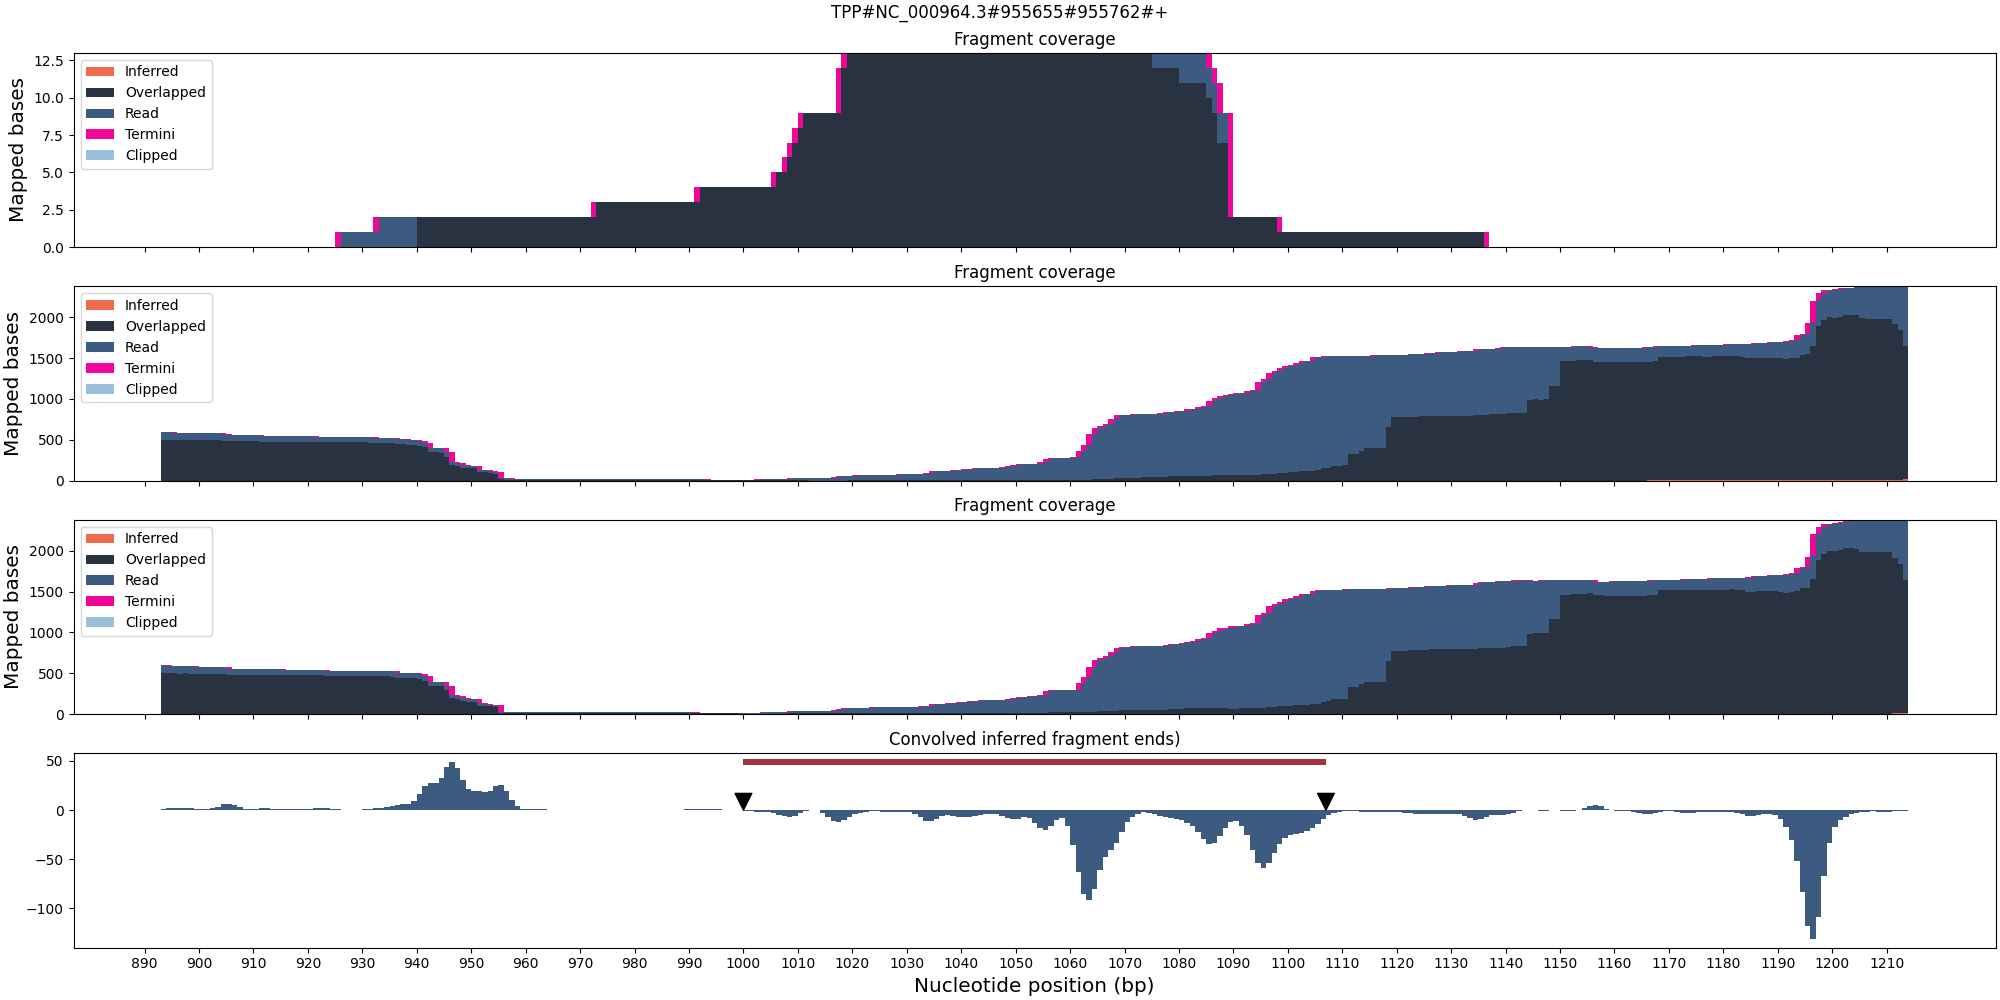 TPP#NC_000964.3#955655#955762#+
Fragment coverage
Mapped bases
12.5
10.0
7.5
5.0
2.5
0.0
Inferred
Overlapped
Read
Termini
Clipped
Fragment coverage
Mapped bases
2000
1500
1000
500
0
Inferred
Overlapped
Read
Termini
Clipped
Fragment coverage
Mapped bases
2000
1500
1000
500
0
Inferred
Overlapped
Read
Termini
Clipped
Convolved inferred fragment ends)
50
0
−50
−100
890 900 910 920 930 940 950 960 970 980 990 1000 1010 1020 1030 1040 1050 1060 1070 1080 1090 1100 1110 1120 1130 1140 1150 1160 1170 1180 1190 1200 1210
Nucleotide position (bp)